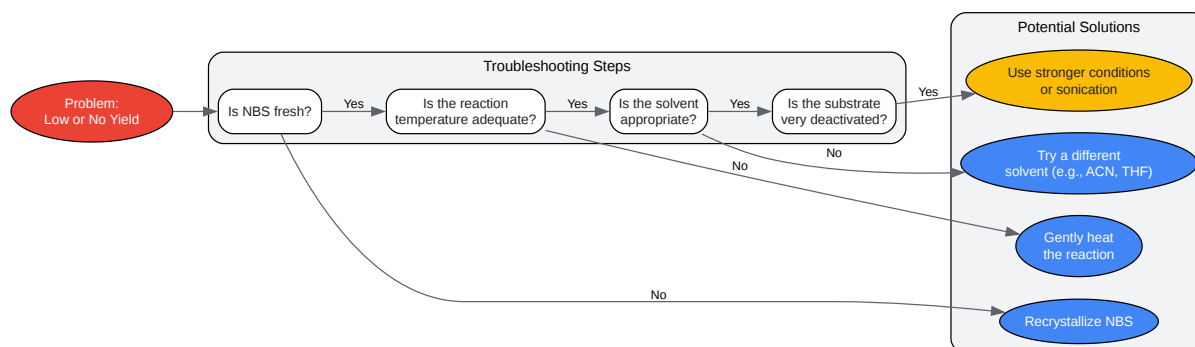 Potential Solutions
Troubleshooting Steps
Problem:
Low or No Yield
Is NBS fresh?
Yes
Is the reaction
temperature adequate?
Yes
Is the solvent
appropriate?
Yes
Is the substrate
very deactivated?
Yes
Use stronger conditions
or sonication
No
Try a different
solvent (e.g., ACN, THF)
No
Gently heat
the reaction
No
Recrystallize NBS